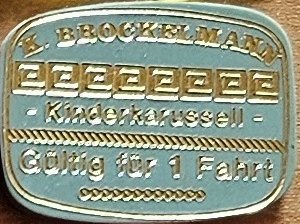 K. BROCKELMANN
- Kinderkarussell -
Gültig für 1 Fahrt